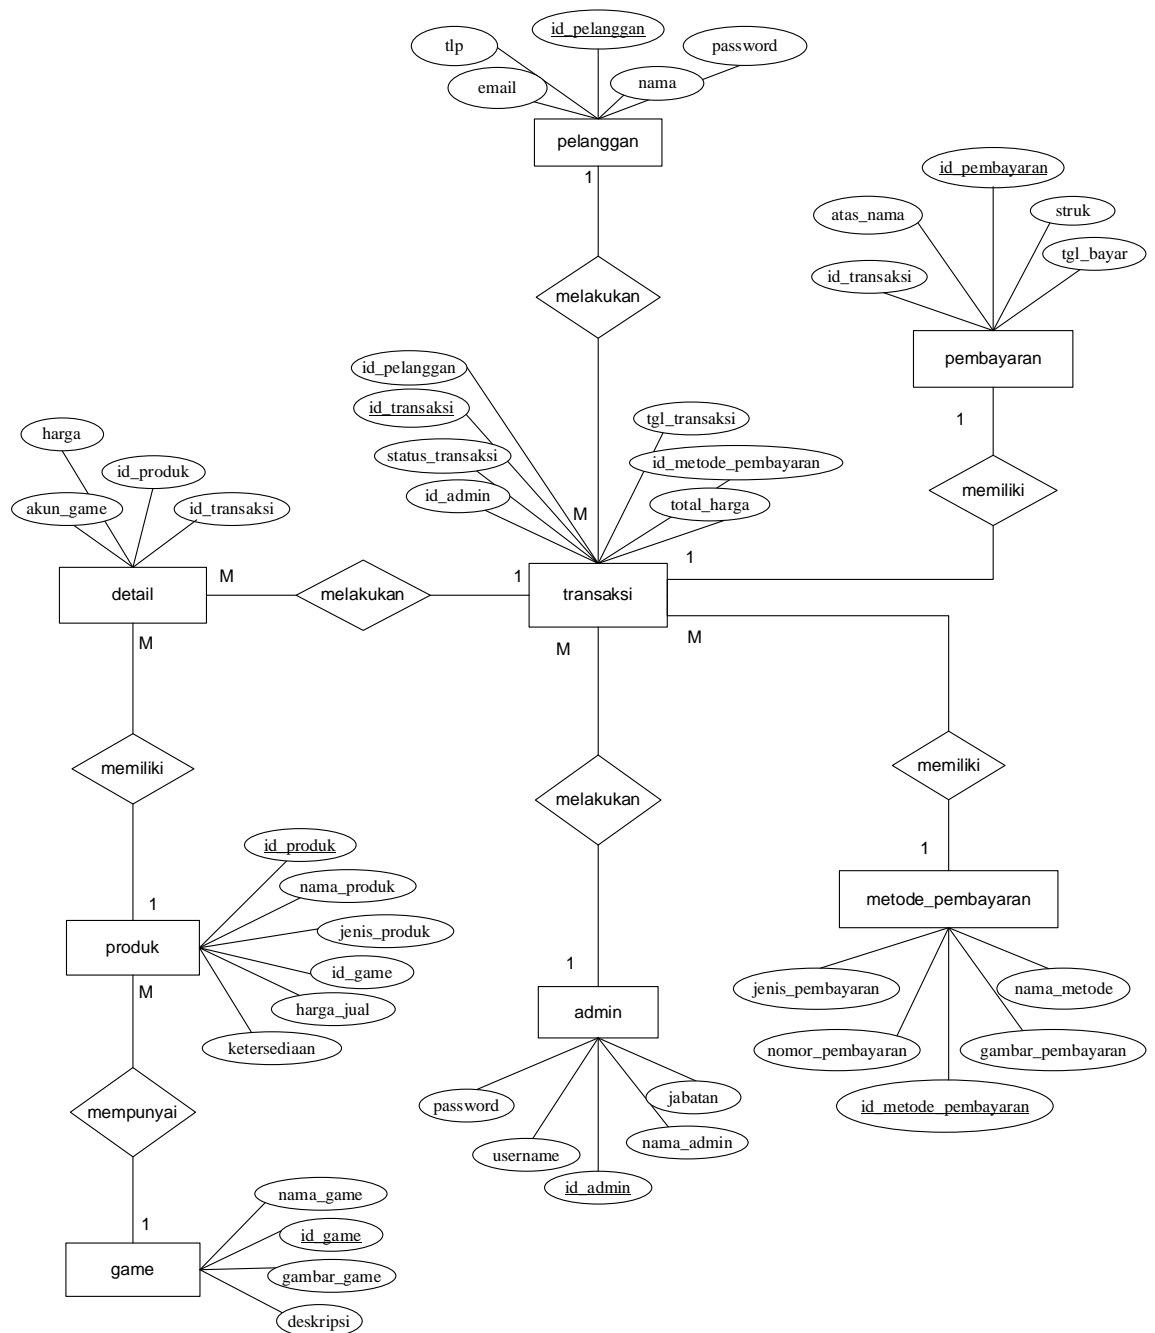 id_pelanggan
tlp
password
email
nama
pelanggan
1
id_pembayaran
atas_nama
struk
tgl_bayar
id_transaksi
melakukan
pembayaran
1
id_pelanggan
id_transaksi
tgl_transaksi
status_transaksi
id_metode_pembayaran
id_admin
total_harga
memiliki
harga
id_produk
akun_game
id_transaksi
M
1
detail
M
melakukan
1
transaksi
M
M
M
memiliki
melakukan
memiliki
1
1
id_produk
nama_produk
jenis_produk
id_game
harga_jual
ketersediaan
produk
M
metode_pembayaran
jenis_pembayaran
nama_metode
nomor_pembayaran
gambar_pembayaran
id_metode_pembayaran
1
admin
password
jabatan
username
nama_admin
id_admin
mempunyai
1
game
nama_game
id_game
gambar_game
deskripsi